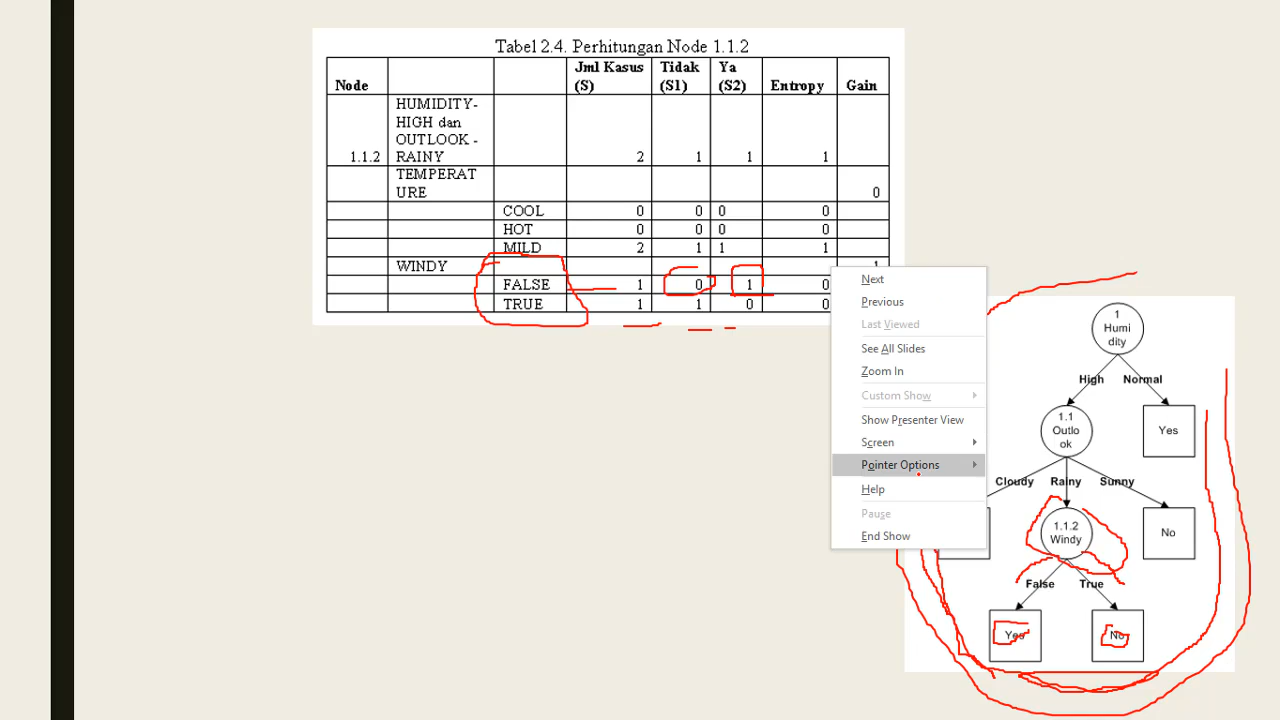 Tabel 2.4. Perhitungan Node 1.1.2
Node Jml Kasus (S) Tidak (S1) Ya (S2) Entropy Gain
1.1.2 HUMIDITY-HIGH dan OUTLOOK - RAINY 2 1 1 1
TEMPERATURE 0
COOL 0 0 0 0
HOT 0 0 0 0
MILD 2 1 1 1
WINDY
FALSE 1 0 1 0
TRUE 1 1 0 0
Next
Previous
Last Viewed
See All Slides
Zoom In
Custom Show
Show Presenter View
Screen
Pointer Options
Help
Pause
End Show
1
Humi
dity
High Normal
1.1
Outlo
ok
Yes
Cloudy Rainy Sunny
1.1.2
Windy
No
False True
Yes No